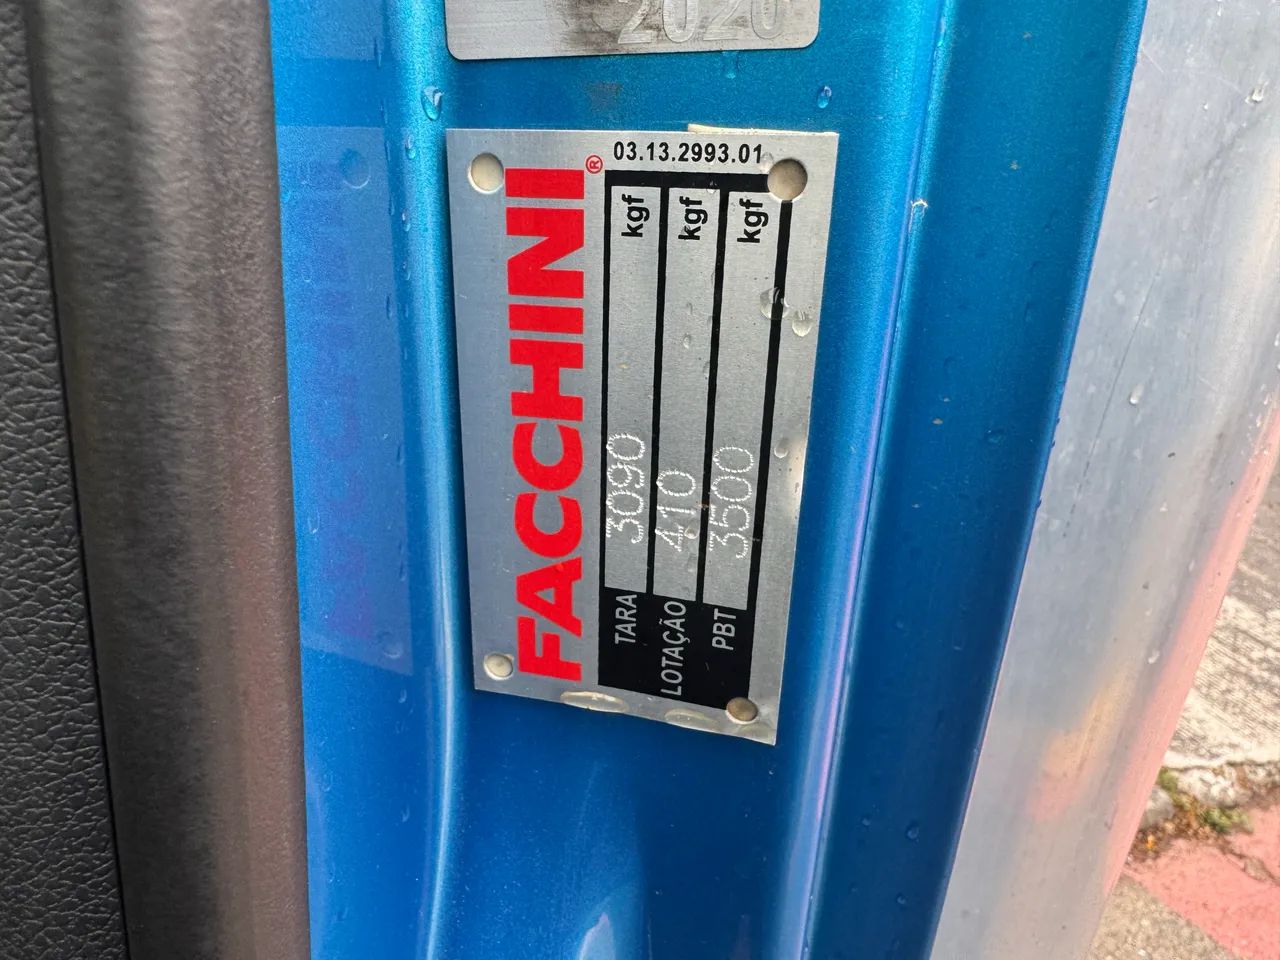 2020
FACCHINI®
03.13.2993.01
TARA 3090 kgf
LOTAÇÃO 410 kgf
PBT 3500 kgf